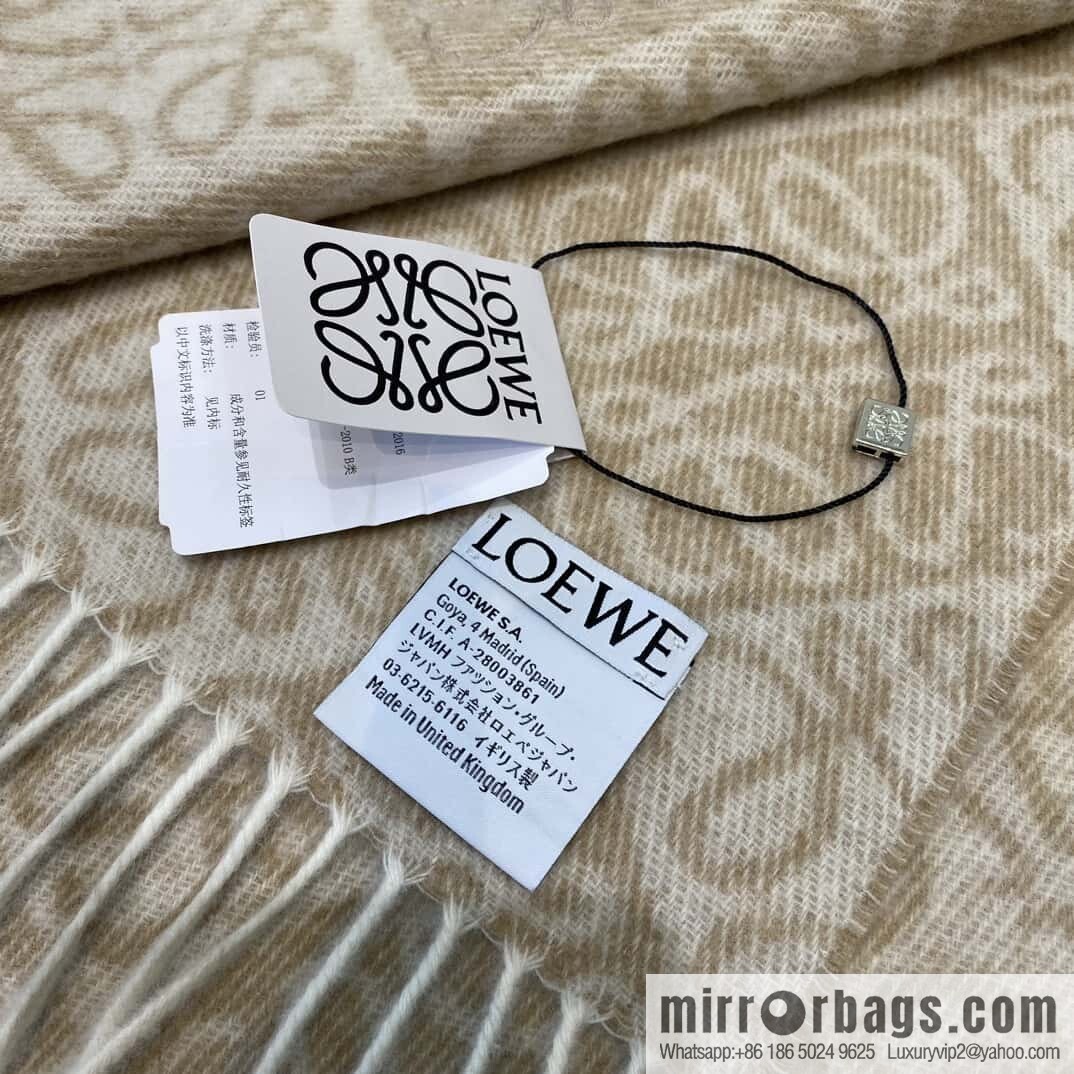 LOEWE
检验员: 01
材质: 成分和含量参见耐久性标签
洗涤方法: 见内标
以中文标识内容为准
2016
-2010 B类
LOEWE
LOEWE S.A.
Goya, 4 Madrid (Spain)
C.I.F. A-28003861
LVMH ファッション・グループ・
ジャパン株式会社ロエベジャパン
03-6215-6116 イギリス製
Made in United Kingdom
mirrorbags.com
Whatsapp:+86 186 5024 9625 Luxuryvip2@yahoo.com